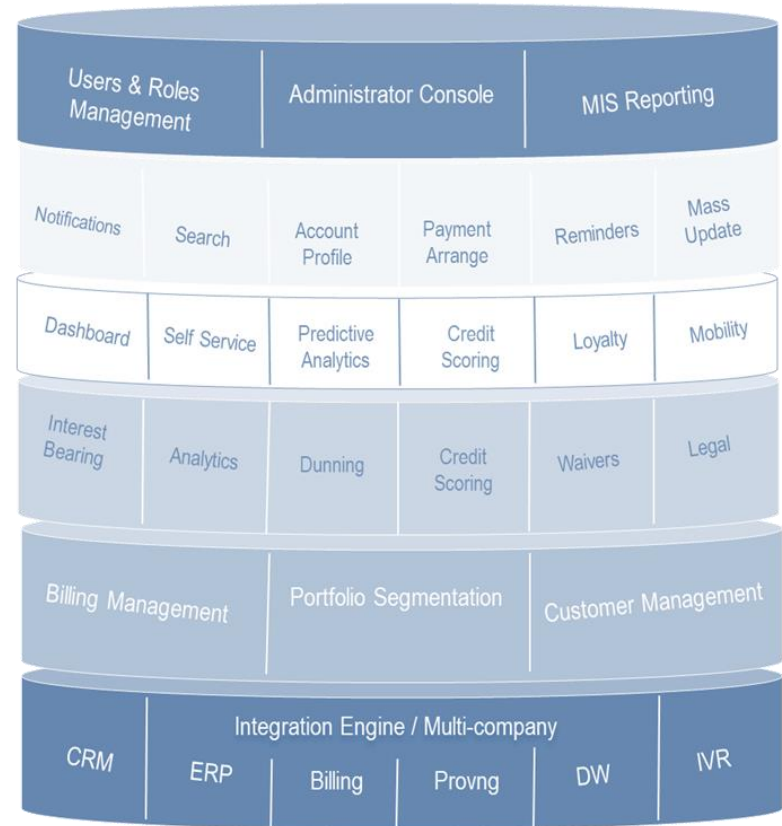 Users & Roles
Management
Administrator Console
MIS Reporting
Notifications
Search
Account
Profile
Payment
Arrange
Reminders
Mass
Update
Dashboard
Self Service
Predictive
Analytics
Credit
Scoring
Loyalty
Mobility
Interest
Bearing
Analytics
Dunning
Credit
Scoring
Waivers
Legal
Billing Management
Portfolio Segmentation
Customer Management
Integration Engine / Multi-company
CRM
ERP
Billing
Provng
DW
IVR